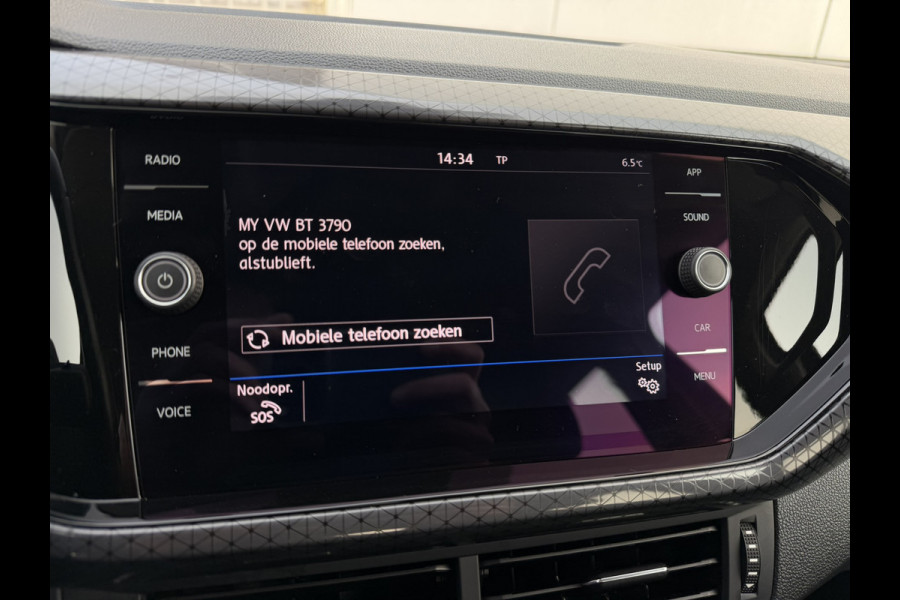 RADIO
14:34 TP 6.5°C
APP
MEDIA
SOUND
MY VW BT 3790
op de mobiele telefoon zoeken,
alstublieft.
Mobiele telefoon zoeken
CAR
PHONE
MENU
Setup
Noodopr.
SOS
VOICE